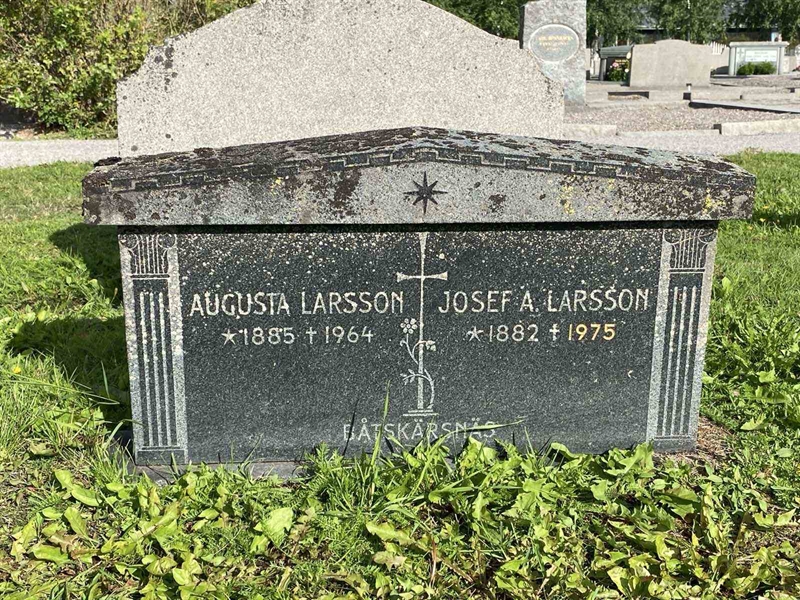 AUGUSTA LARSSON
*1885 †1964
JOSEF A. LARSSON
*1882 †1975
BÅTSKÄRSNÄS